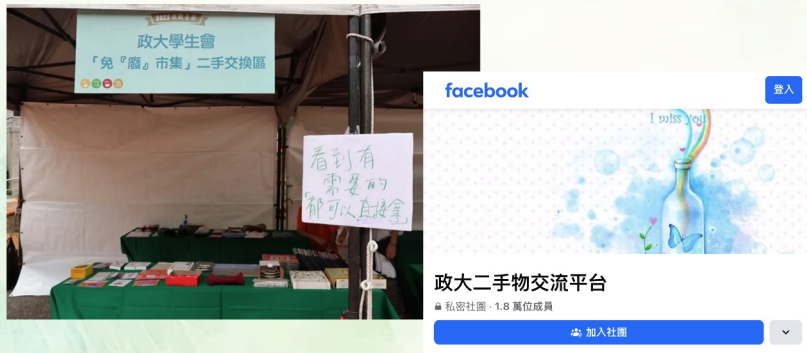 政大學生會
「免『廢』市集」二手交換區
看到有
需要的
都可以直接拿
facebook
登入
I miss you
政大二手物交流平台
私密社團 · 1.8 萬位成員
加入社團